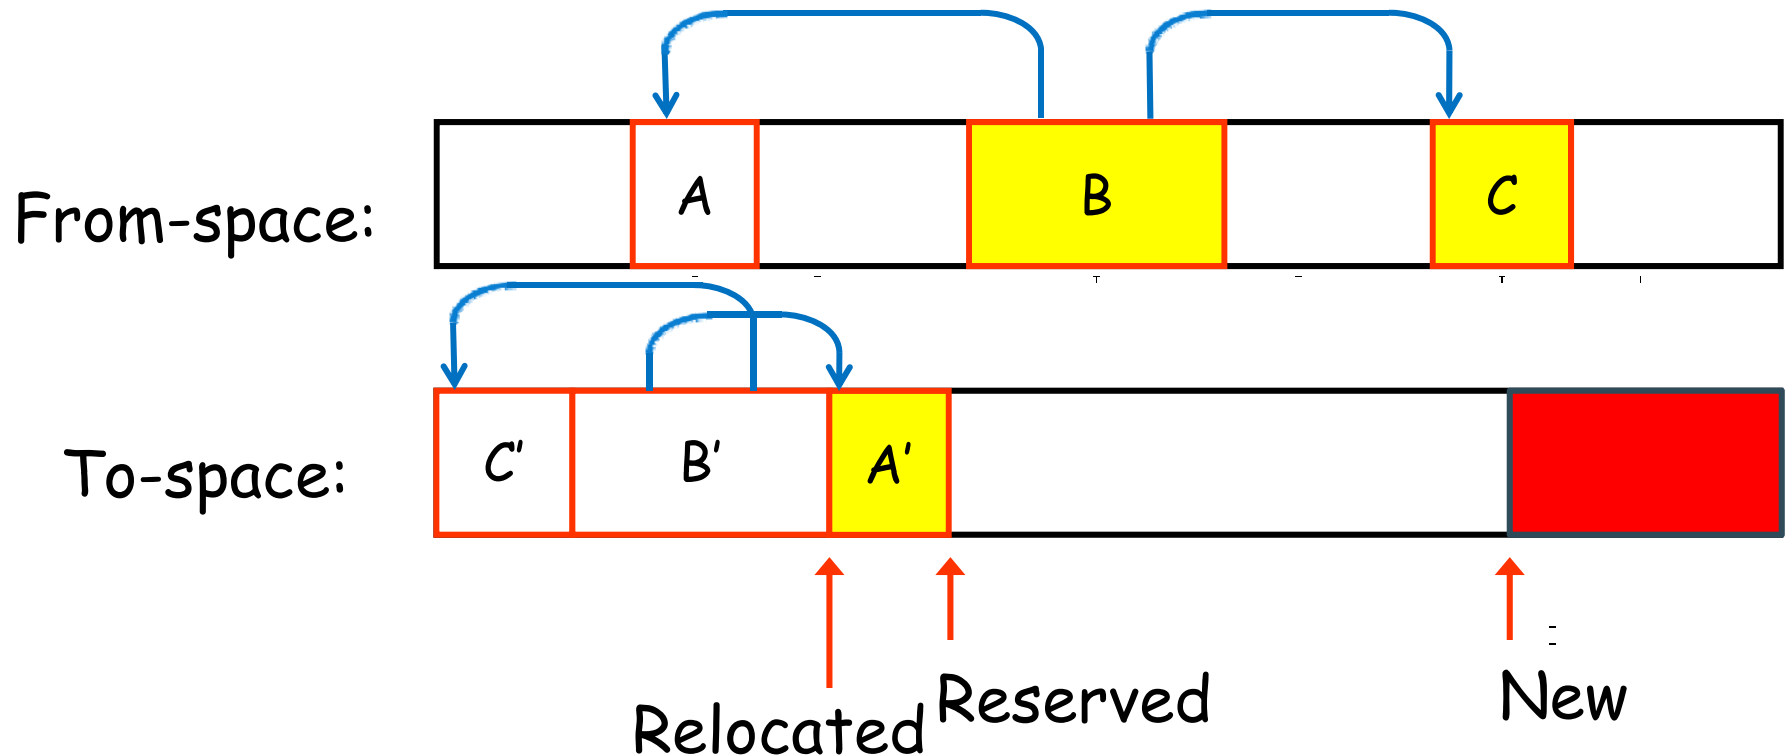 From-space:
A
B
C
To-space:
C'
B'
A'
Relocated
Reserved
New